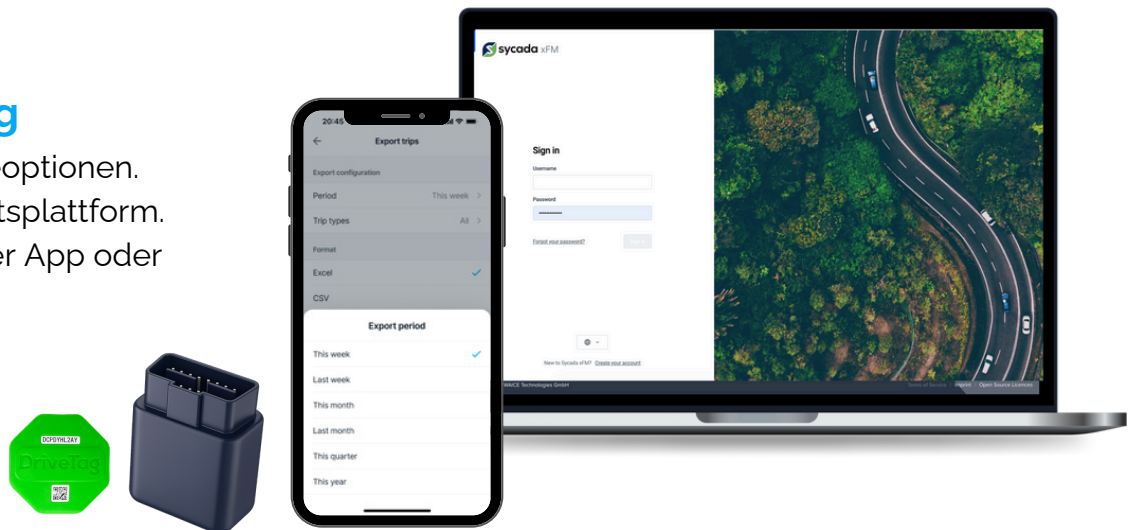 g
optionen.
tsplattform.
er App oder
20:45
Export trips
Export configuration
Period This week
Trip types All
Format
Excel
CSV
Export period
This week
Last week
This month
Last month
This quarter
This year
sycada xFM
Sign in
Username
Password
Forgot your password?
New to Sycada xFM? Create your account
Technologies GmbH
Terms of Service Imprint Open Source Licences
DCPDYHL2AY
DriveTag